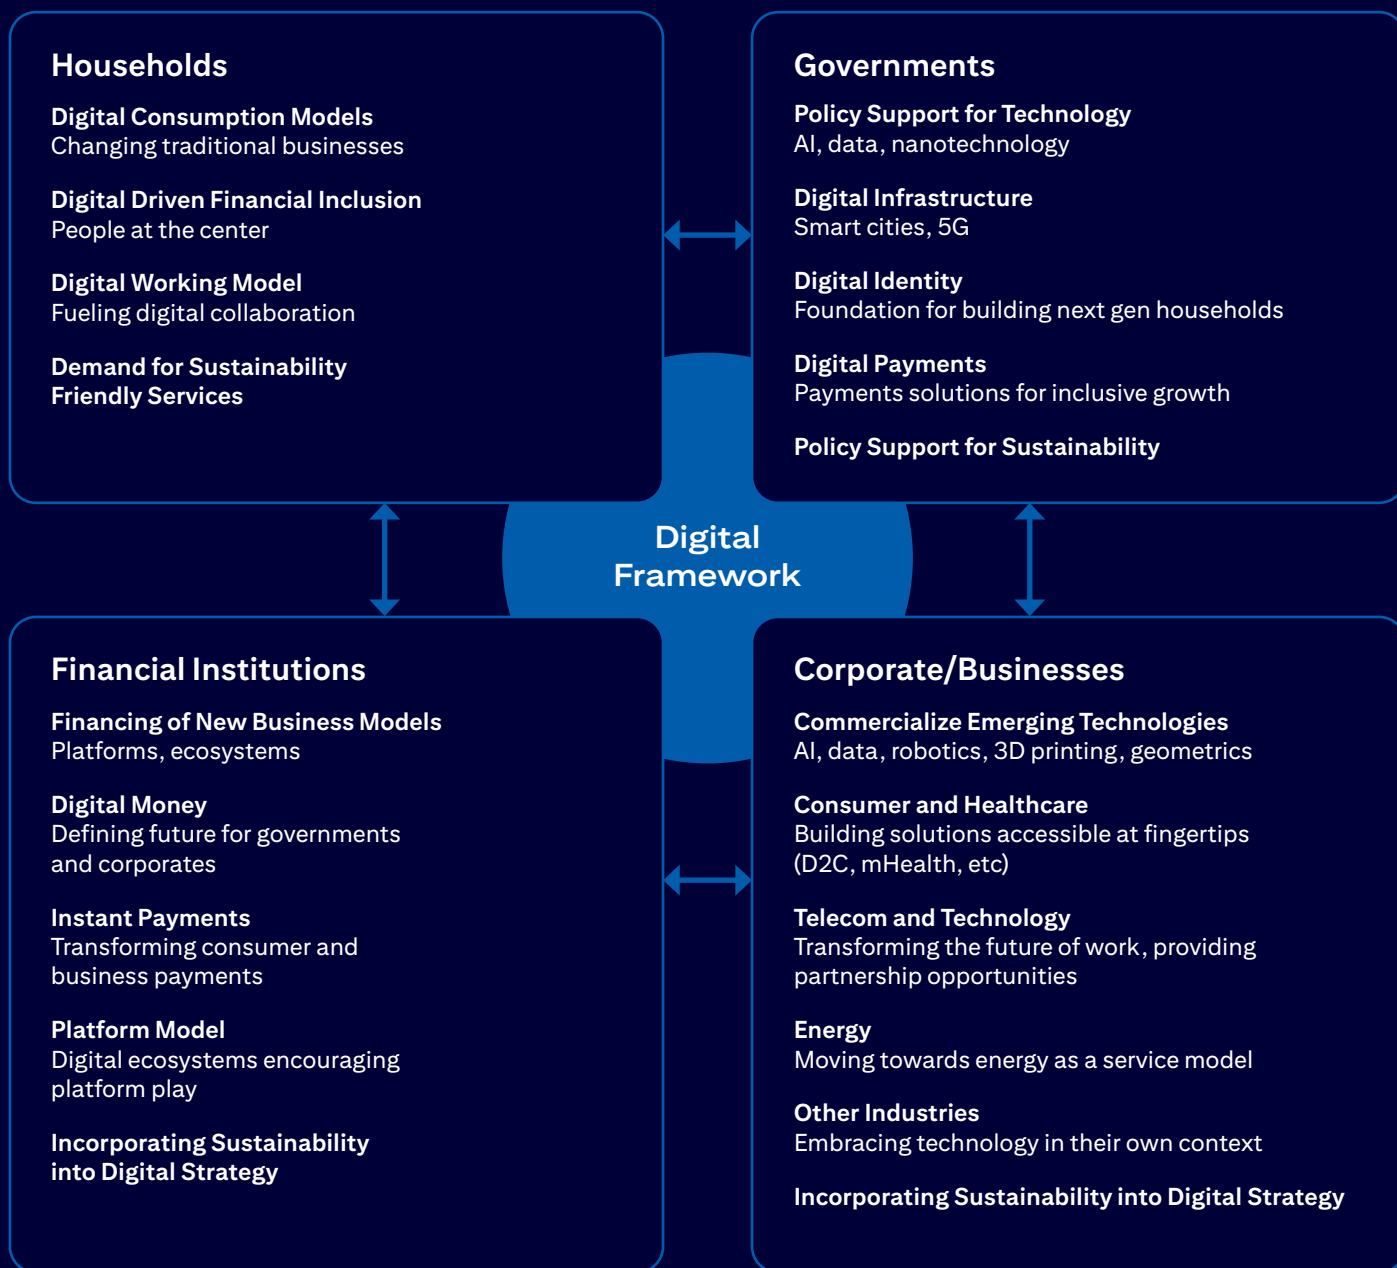 Households
Digital Consumption Models
Changing traditional businesses
Digital Driven Financial Inclusion
People at the center
Digital Working Model
Fueling digital collaboration
Demand for Sustainability
Friendly Services
Governments
Policy Support for Technology
AI, data, nanotechnology
Digital Infrastructure
Smart cities, 5G
Digital Identity
Foundation for building next gen households
Digital Payments
Payments solutions for inclusive growth
Policy Support for Sustainability
Digital
Framework
Financial Institutions
Financing of New Business Models
Platforms, ecosystems
Digital Money
Defining future for governments
and corporates
Instant Payments
Transforming consumer and
business payments
Platform Model
Digital ecosystems encouraging
platform play
Incorporating Sustainability
into Digital Strategy
Corporate/Businesses
Commercialize Emerging Technologies
AI, data, robotics, 3D printing, geometrics
Consumer and Healthcare
Building solutions accessible at fingertips
(D2C, mHealth, etc)
Telecom and Technology
Transforming the future of work, providing
partnership opportunities
Energy
Moving towards energy as a service model
Other Industries
Embracing technology in their own context
Incorporating Sustainability into Digital Strategy